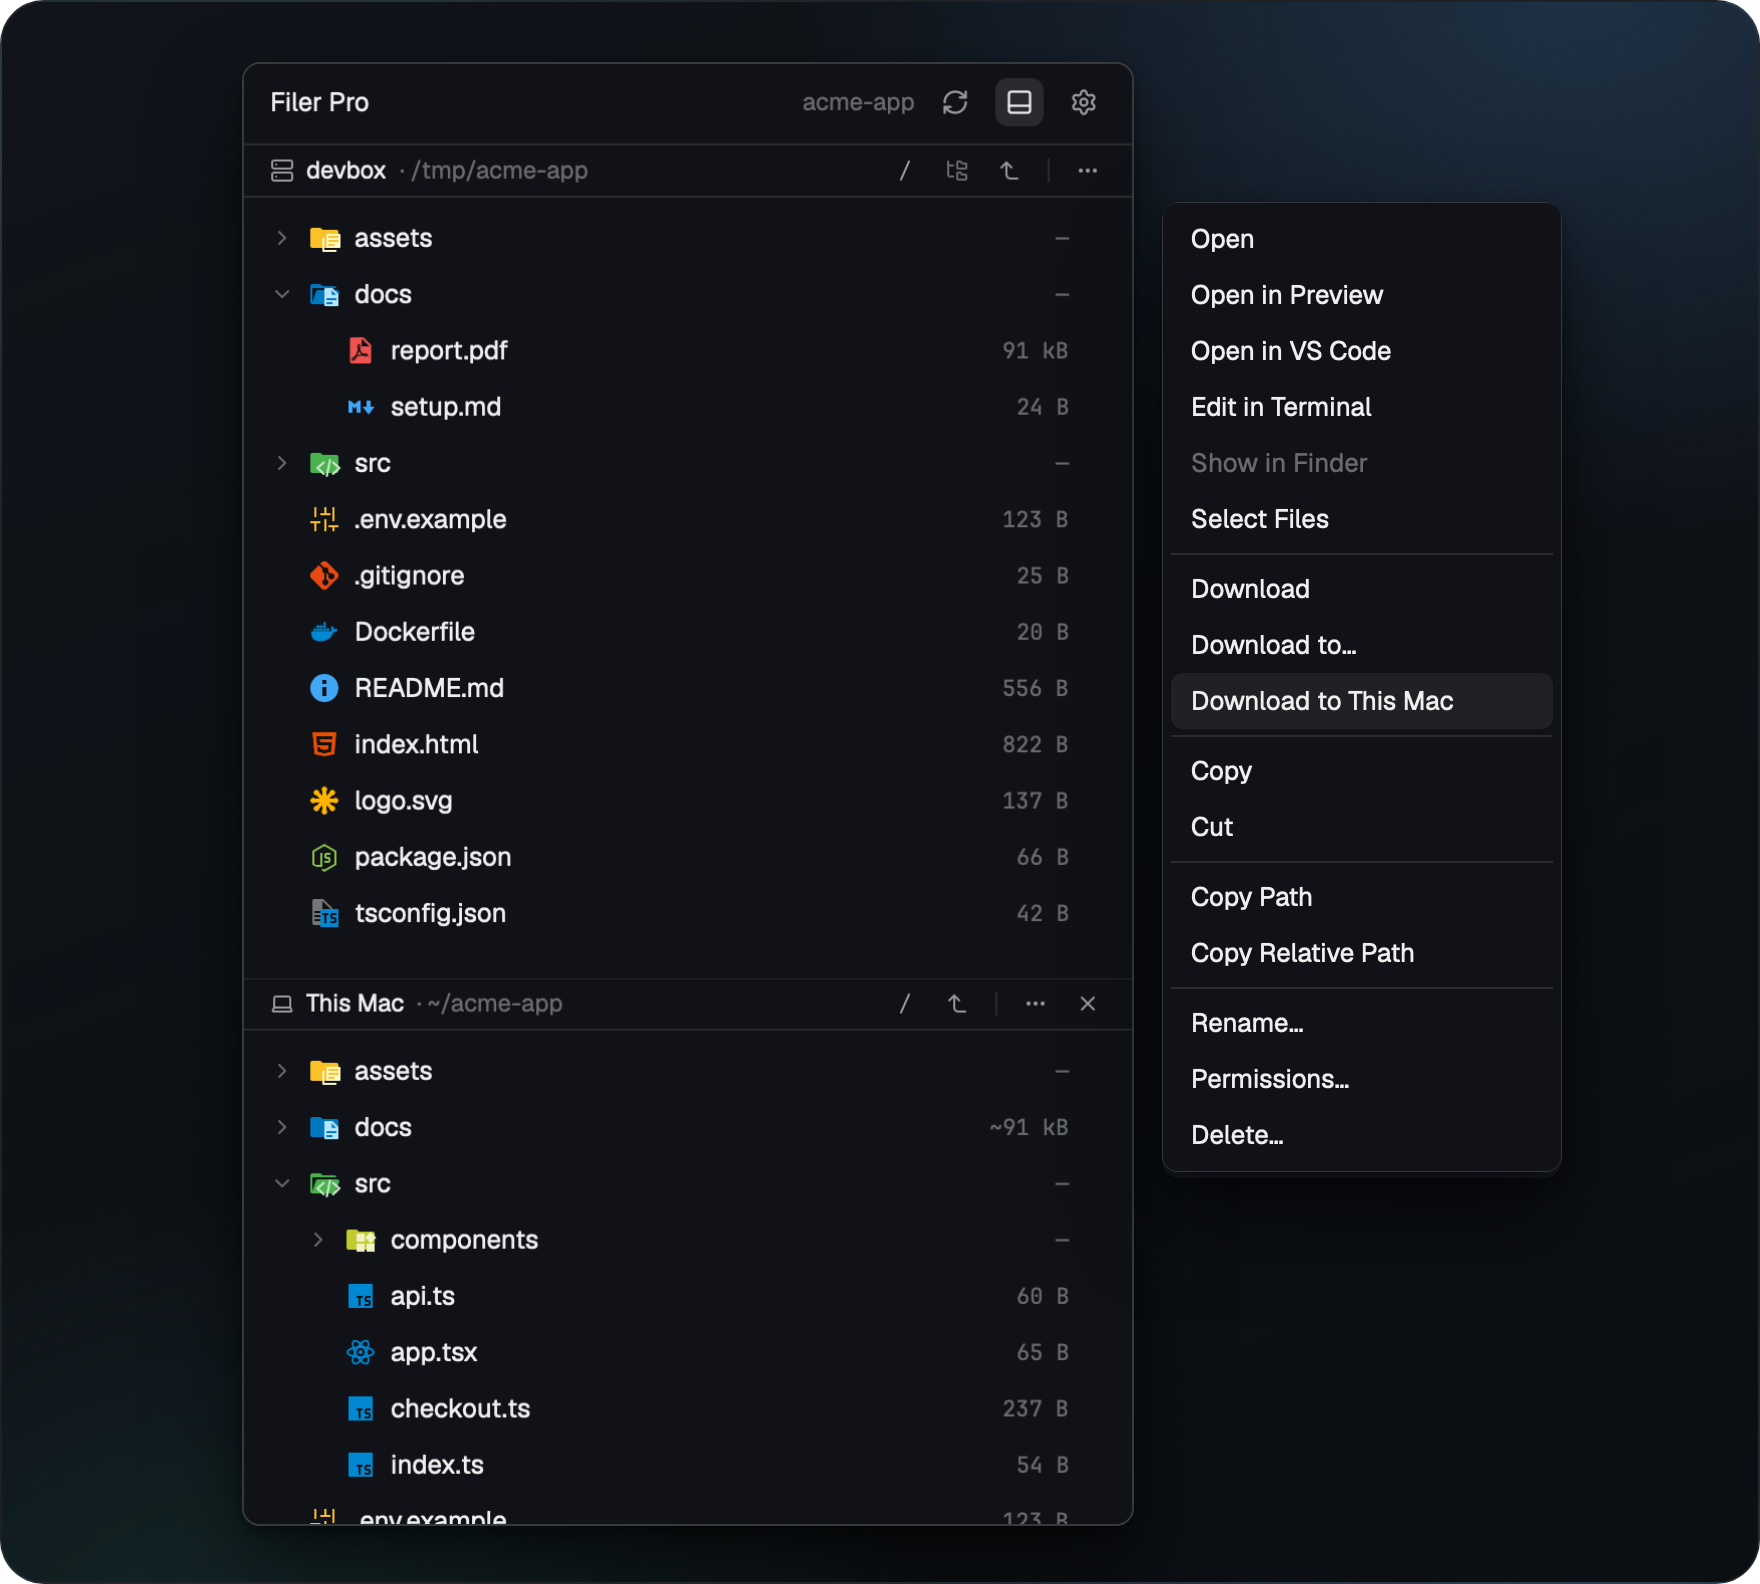 Filer Pro acme-app
devbox · /tmp/acme-app / ...
assets –
docs –
report.pdf 91 kB
setup.md 24 B
src –
.env.example 123 B
.gitignore 25 B
Dockerfile 20 B
README.md 556 B
index.html 822 B
logo.svg 137 B
package.json 66 B
tsconfig.json 42 B
This Mac · ~/acme-app / ...
assets –
docs ~91 kB
src –
components –
api.ts 60 B
app.tsx 65 B
checkout.ts 237 B
index.ts 54 B
.env.example 123 B
Open
Open in Preview
Open in VS Code
Edit in Terminal
Show in Finder
Select Files
Download
Download to...
Download to This Mac
Copy
Cut
Copy Path
Copy Relative Path
Rename...
Permissions...
Delete...